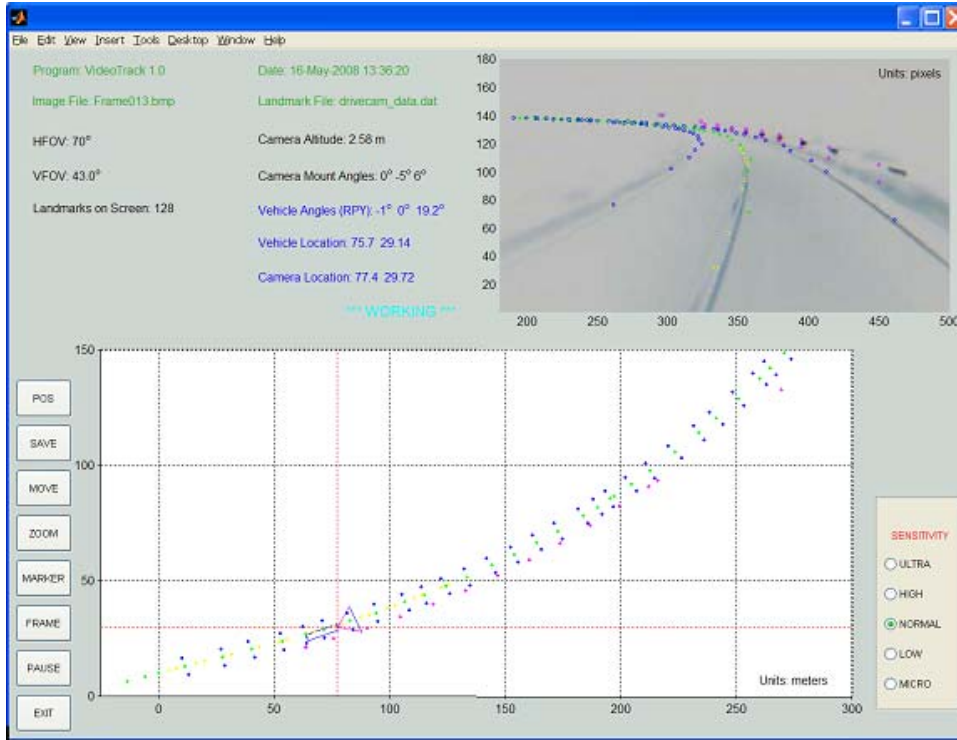 File Edit View Insert Tools Desktop Window Help
Program: VideoTrack 1.0
Date: 16-May-2008 13:36:20
Image File: Frame013.bmp
Landmark File: drivecam_data.dat
HFOV: 70°
Camera Altitude: 2.58 m
VFOV: 43.0°
Camera Mount Angles: 0° -5° 6°
Landmarks on Screen: 128
Vehicle Angles (RPY): -1° 0° 19.2°
Vehicle Location: 75.7 29.14
Camera Location: 77.4 29.72
*** WORKING ***
Units: pixels
180
160
140
120
100
80
60
40
20
200 250 300 350 400 450 500
150
100
50
0
0 50 100 150 200 250 300
Units: meters
POS
SAVE
MOVE
ZOOM
MARKER
FRAME
PAUSE
EXIT
SENSITIVITY
ULTRA
HIGH
NORMAL
LOW
MICRO